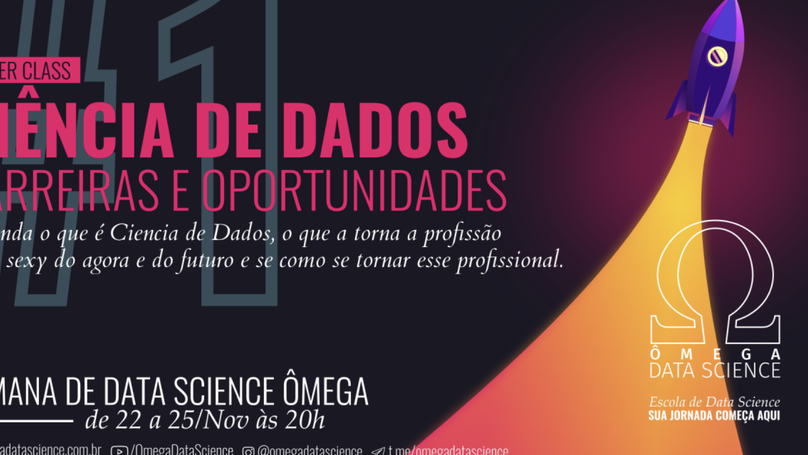 #1
ER CLASS
IÊNCIA DE DADOS
ARREIRAS E OPORTUNIDADES
nda o que é Ciencia de Dados, o que a torna a profissão
sexy do agora e do futuro e se como se tornar esse profissional.
MANA DE DATA SCIENCE ÔMEGA
de 22 a 25/Nov às 20h
adatascience.com.br /OmegaDataScience @omegadatascience t.me/omegadatascience
Ω
ÔMEGA
DATA SCIENCE
Escola de Data Science
SUA JORNADA COMEÇA AQUI